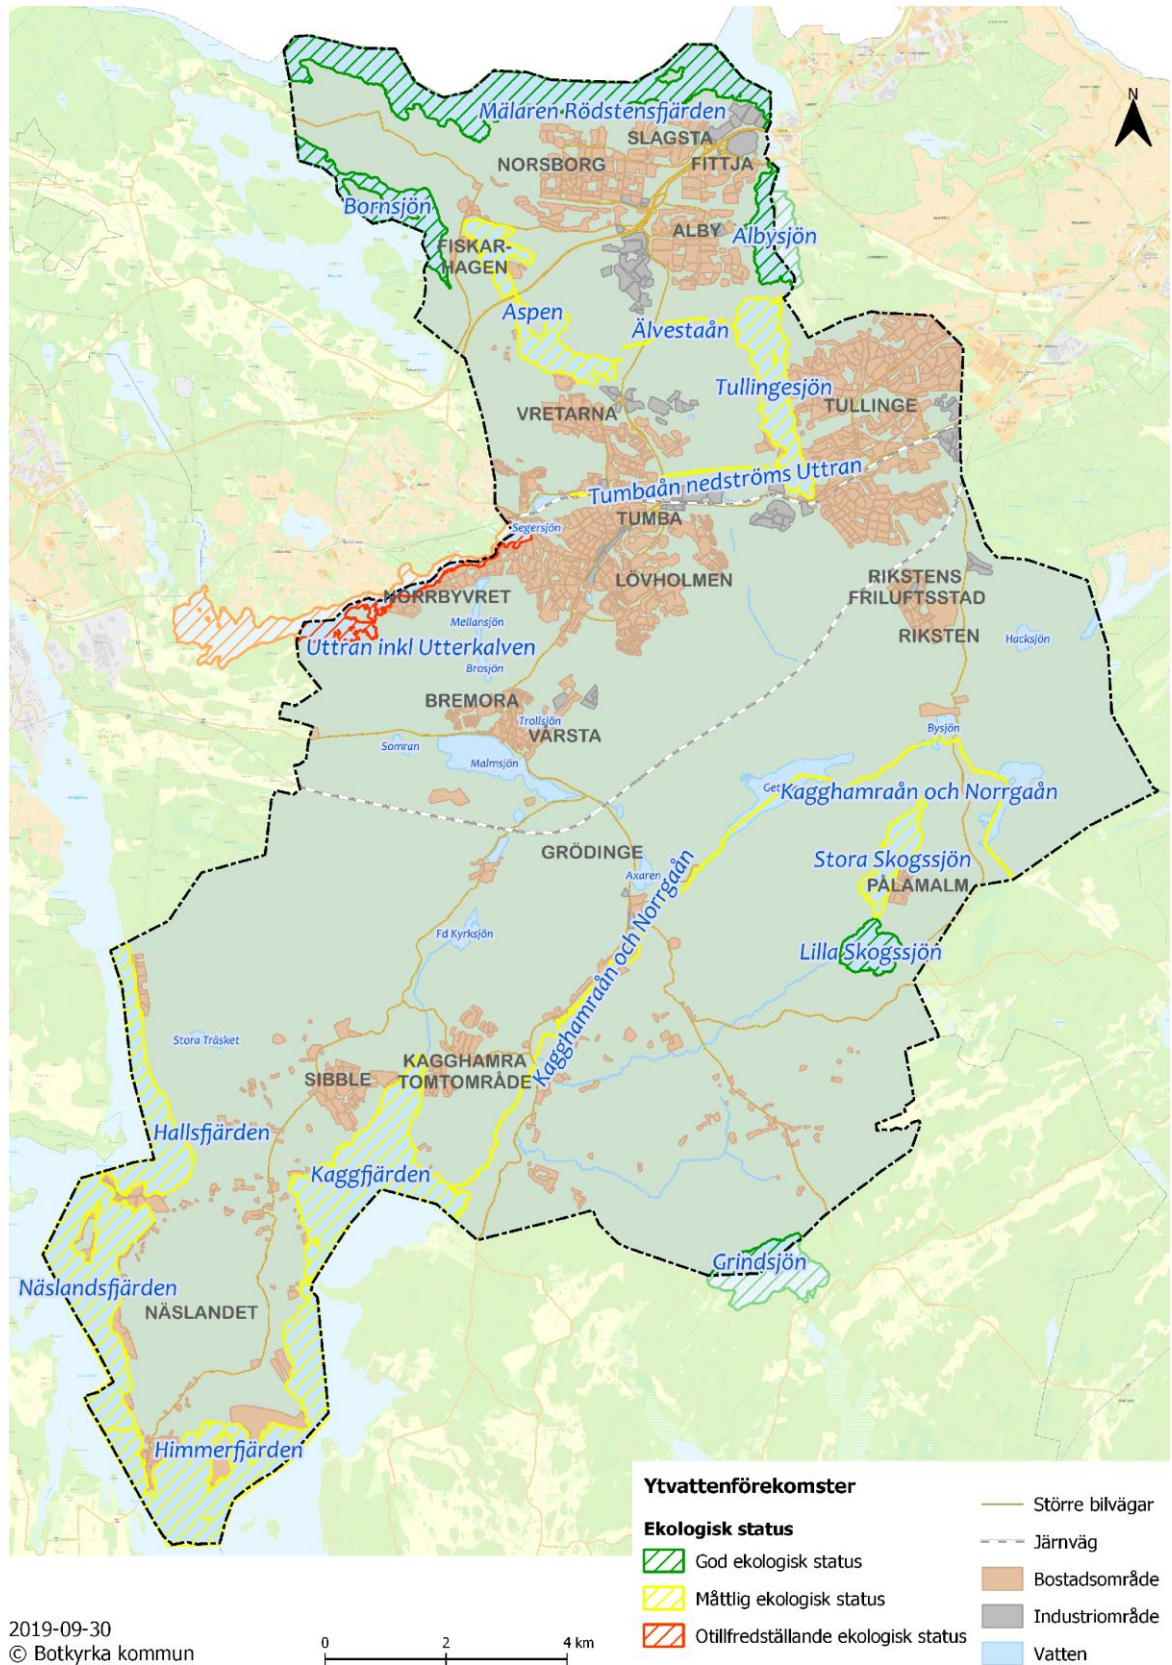 N
Mälaren Rödstensfjärden
SLAGSTA
NORSBORG
FITTJA
Bornsjön
ALBY
Albysjön
FISKAR-
HAGEN
Aspen
Älvestaån
Tullingesjön
VRETARNA
TULLINGE
Tumbaån nedströms Uttran
TUMBA
Segersjön
LÖVHOLMEN
RIKSTENS
FRILUFTSSTAD
NORRBYVRET
Mellansjön
RIKSTEN
Hacksjön
Uttran inkl Utterkalven
Brosjön
BREMORA
Trollsjön
VÅRSTA
Bysjön
Somran
Malmsjön
Kagghamraån och Norrgaån
GRÖDINGE
Stora Skogssjön
Axaren
PÅLAMALM
Kagghamraån och Norrgaån
Fd Kyrksjön
Lilla Skogssjön
Stora Träsket
KAGGHAMRA
TOMTOMRÅDE
SIBBLE
Hallsfjärden
Kaggfjärden
Grindsjön
Näslandsfjärden
NÄSLANDET
Himmerfjärden
Ytvattenförekomster
Ekologisk status
God ekologisk status
Måttlig ekologisk status
Otillfredställande ekologisk status
Större bilvägar
Järnväg
Bostadsområde
Industriområde
Vatten
2019-09-30
© Botkyrka kommun
0 2 4 km